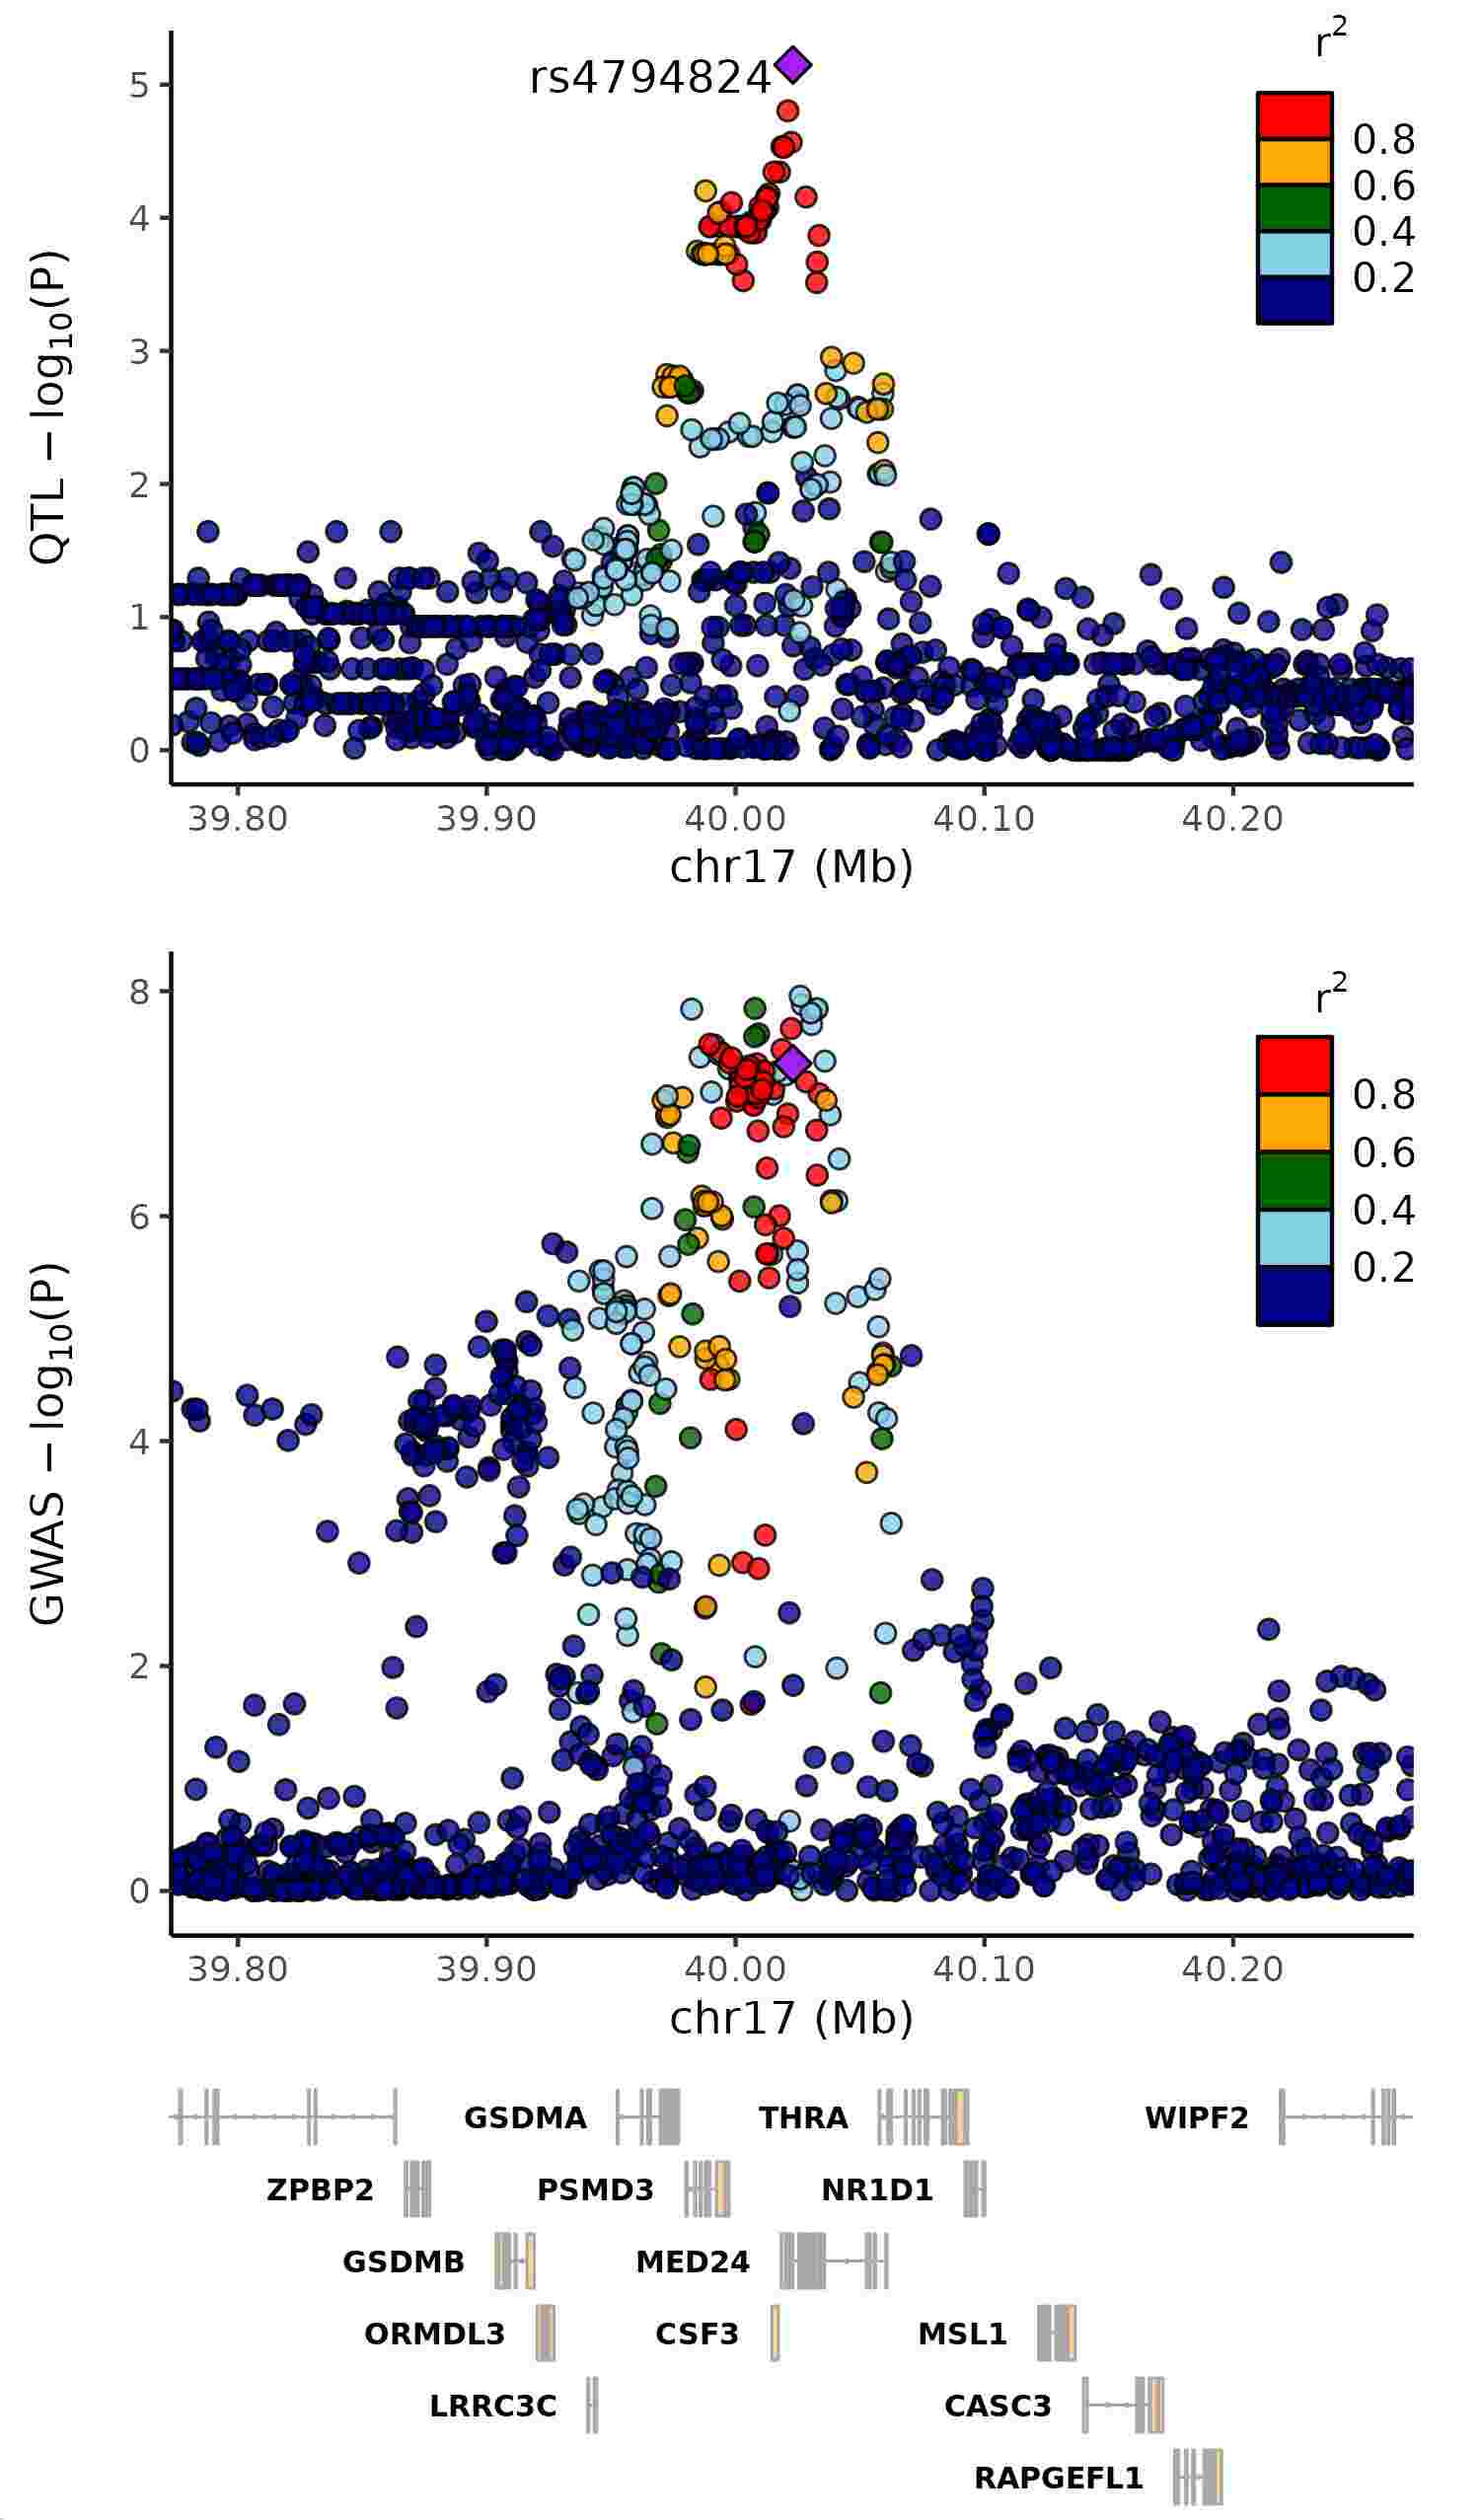 r²
rs4794824
5
4
3
2
1
0
0.8
0.6
0.4
0.2
QTL −log₁₀(P)
39.80 39.90 40.00 40.10 40.20
chr17 (Mb)
r²
8
6
4
2
0
0.8
0.6
0.4
0.2
GWAS −log₁₀(P)
39.80 39.90 40.00 40.10 40.20
chr17 (Mb)
GSDMA THRA WIPF2
ZPBP2 PSMD3 NR1D1
GSDMB MED24
ORMDL3 CSF3 MSL1
LRRC3C CASC3
RAPGEFL1